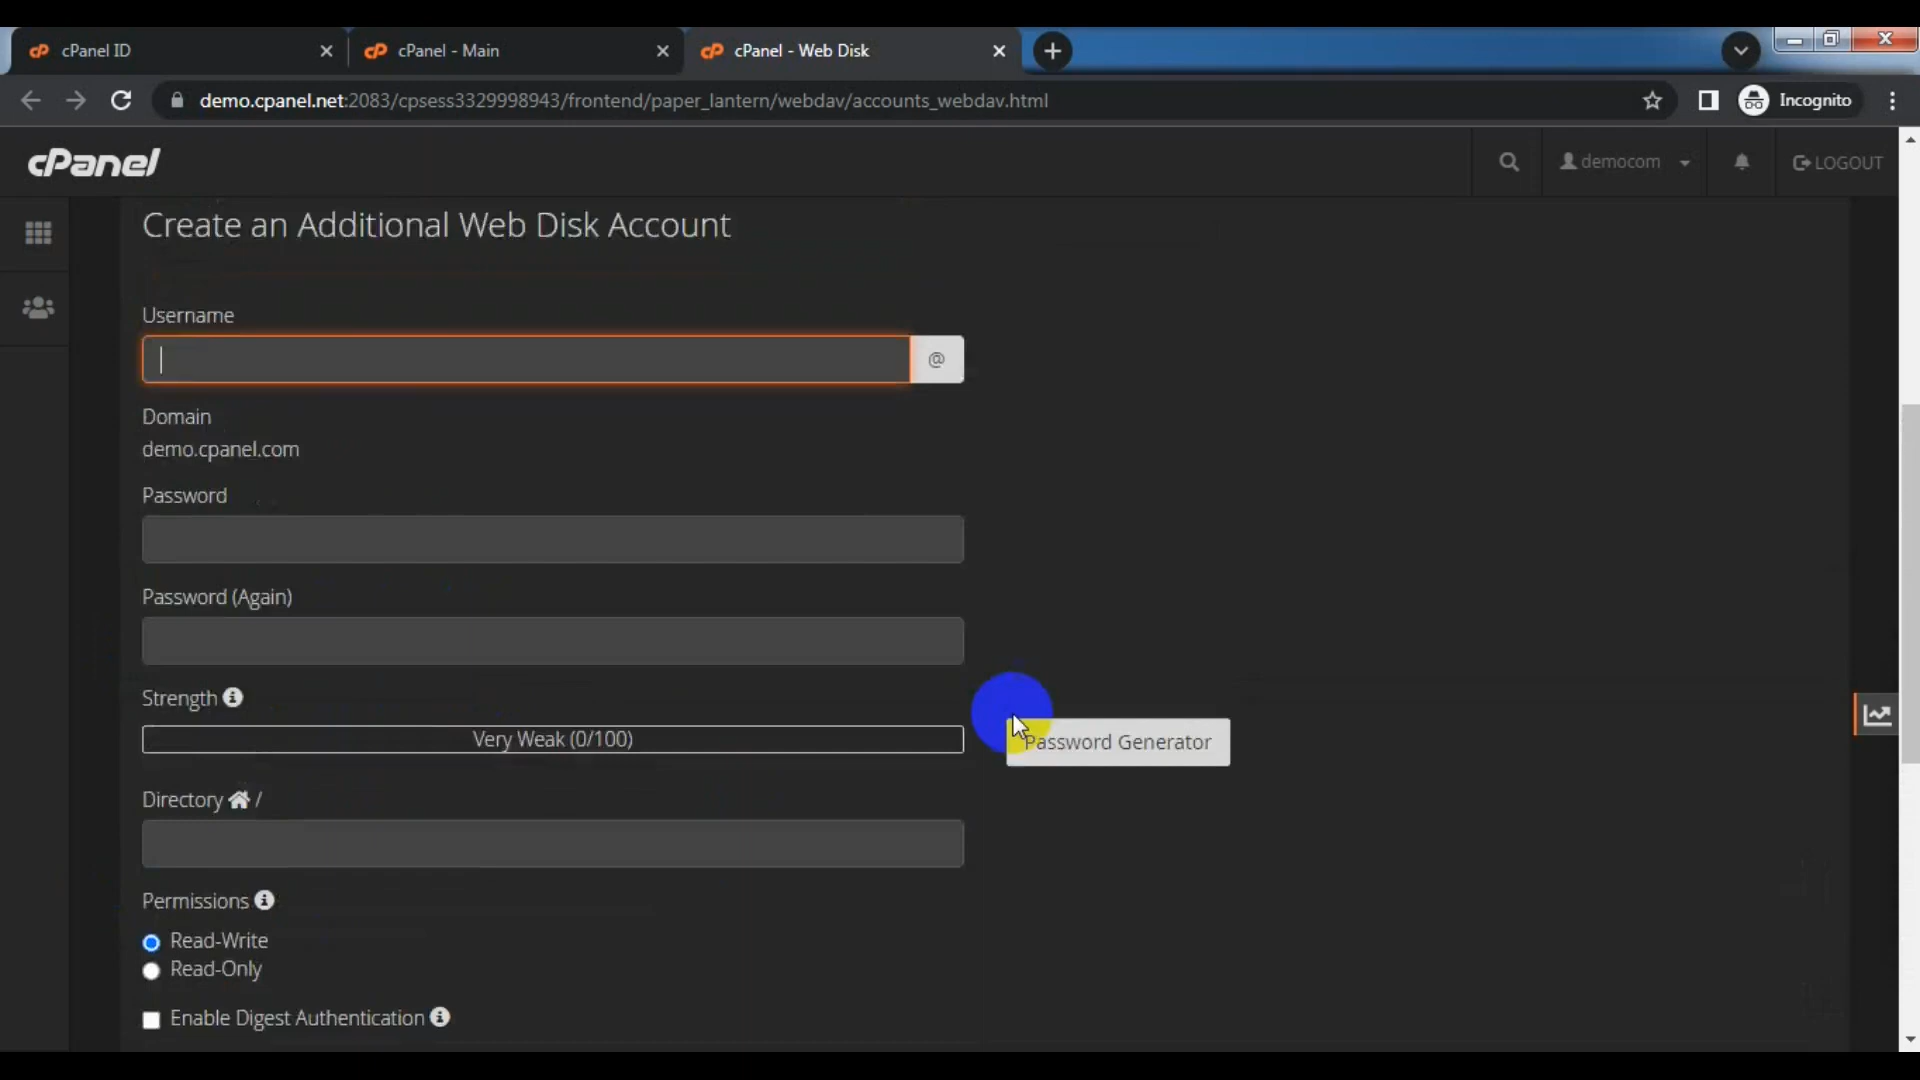 cPanel ID
cPanel - Main
cPanel - Web Disk
demo.cpanel.net:2083/cpsess3329998943/frontend/paper_lantern/webdav/accounts_webdav.html
Incognito
cPanel
democom
LOGOUT
Create an Additional Web Disk Account
Username
@
Domain
demo.cpanel.com
Password
Password (Again)
Strength
Very Weak (0/100)
Password Generator
Directory /
Permissions
Read-Write
Read-Only
Enable Digest Authentication